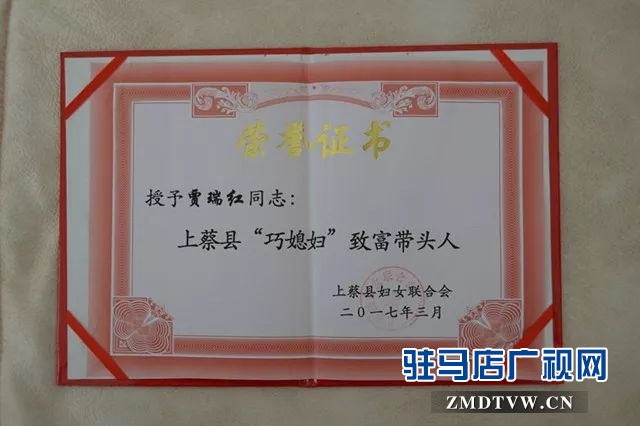 荣誉证书
授予贾瑞红同志：
上蔡县“巧媳妇”致富带头人
上蔡县妇女联合会
二〇一七年三月
驻马店广视网
ZMDTVW.CN